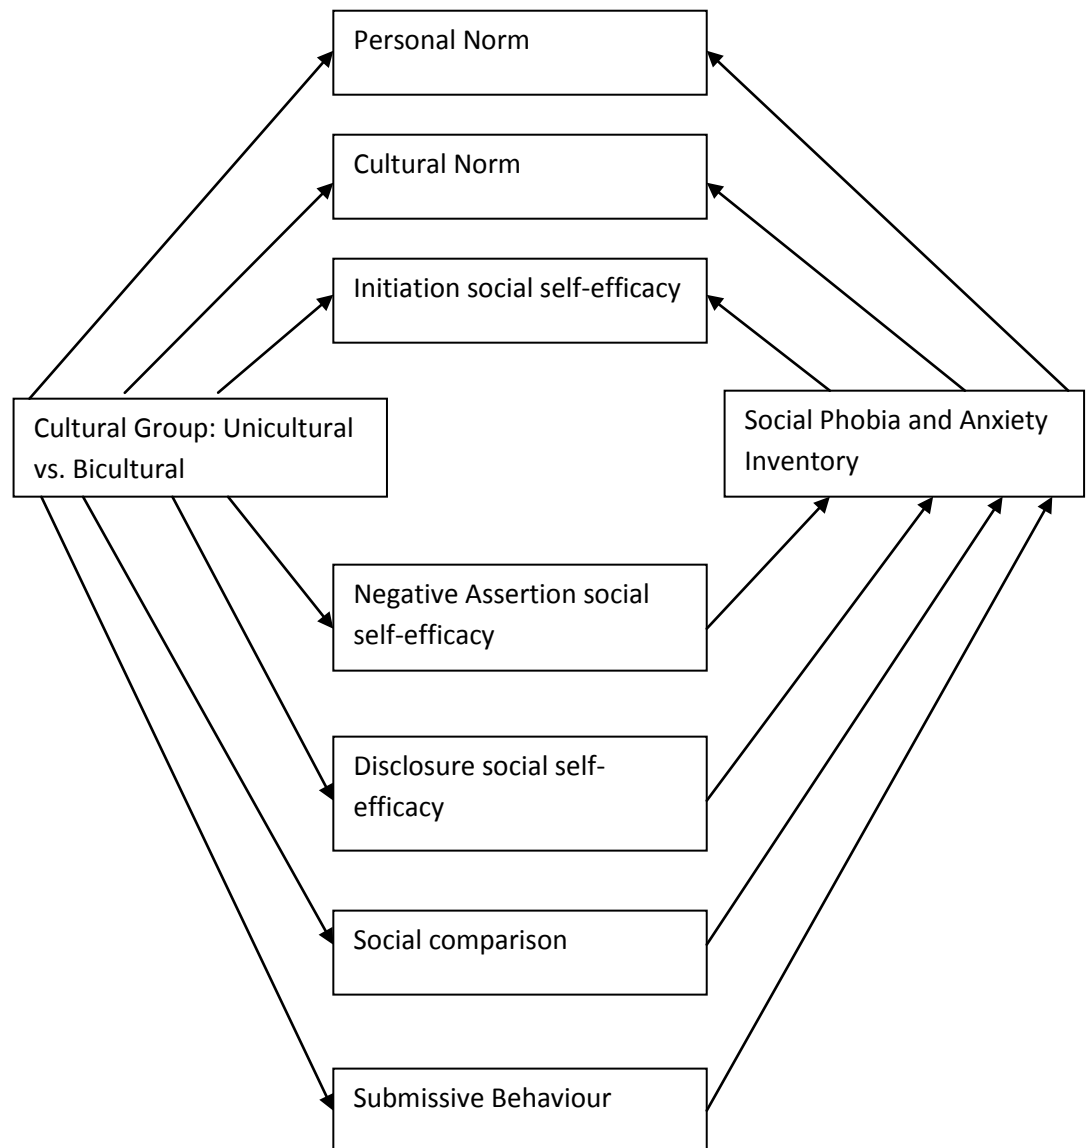 Personal Norm
Cultural Norm
Initiation social self-efficacy
Cultural Group: Unicultural
vs. Bicultural
Social Phobia and Anxiety
Inventory
Negative Assertion social
self-efficacy
Disclosure social self-
efficacy
Social comparison
Submissive Behaviour